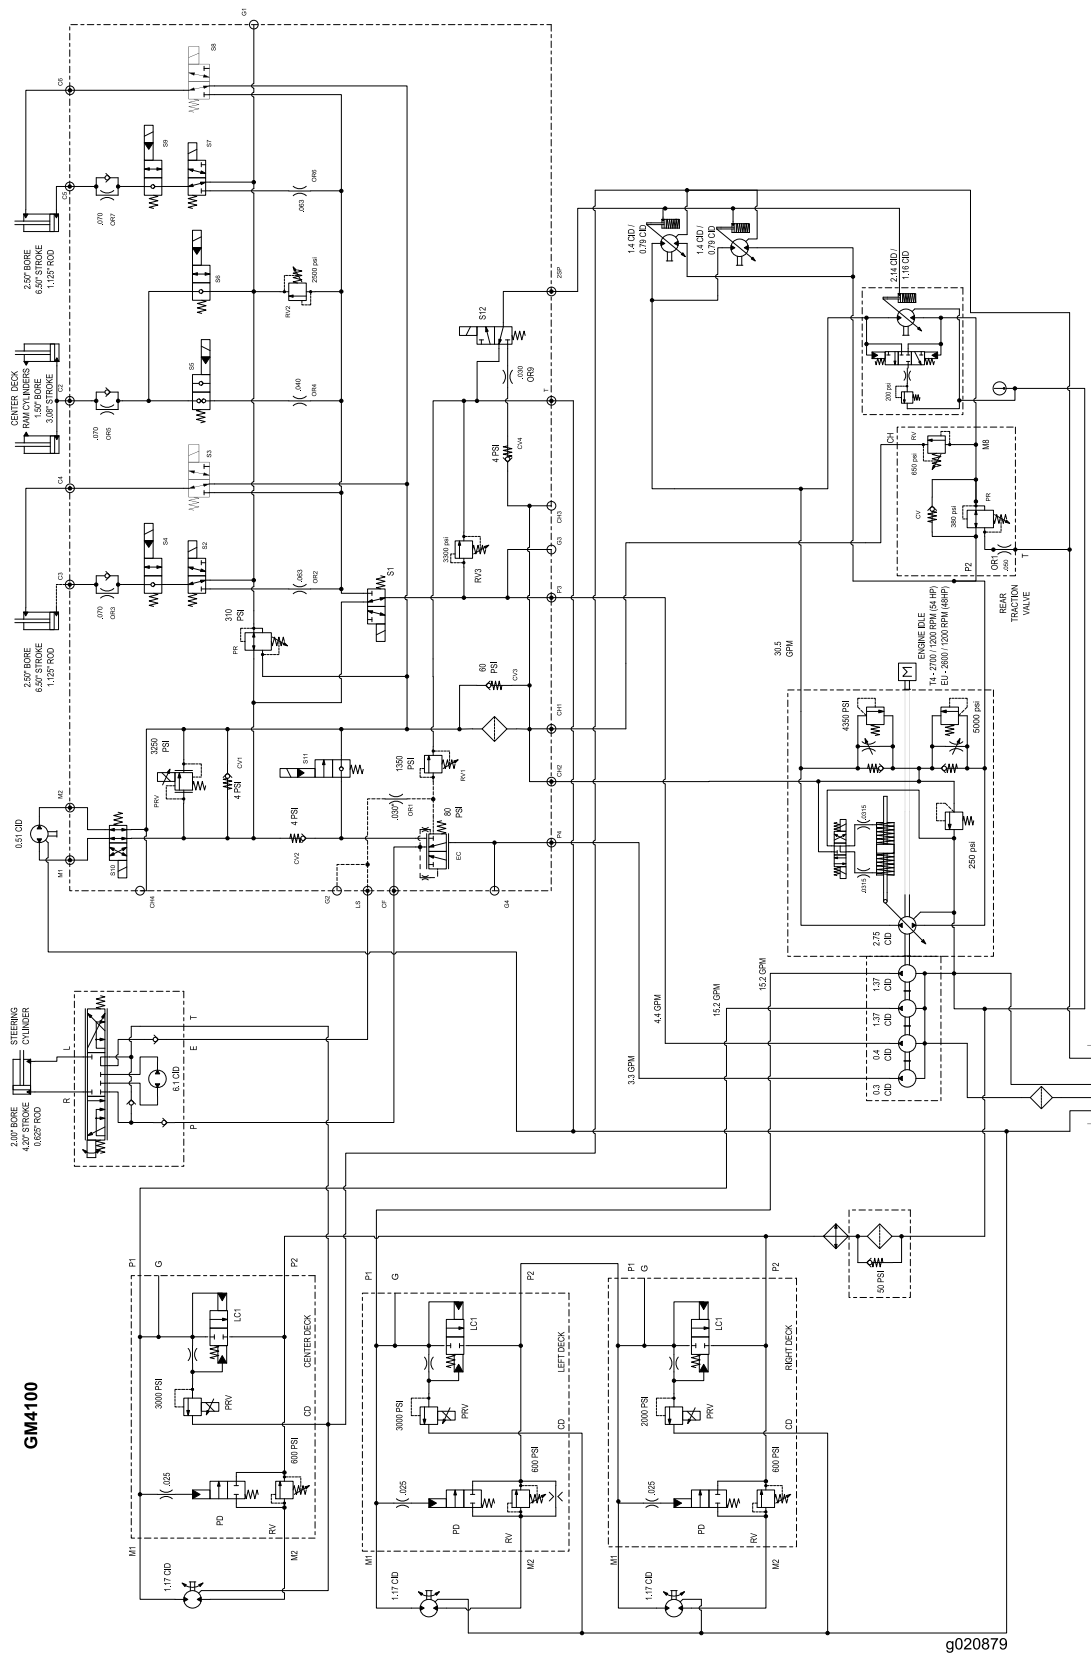 G1
S8
C6
S9
S7
C5
.070
OR7
.063
OR6
2.50" BORE
6.50" STROKE
1.125" ROD
S6
2500 psi
RV2
2SP
1.4 CID /
0.79 CID
1.4 CID /
0.79 CID
2.14 CID /
1.16 CID
S12
CENTER DECK
RAM CYLINDERS
1.50" BORE
3.08" STROKE
C2
S5
.070
OR5
.040
OR4
.030
OR9
T
200 psi
C4
S3
4 PSI
CV4
CH
RV
650 psi
M8
CH3
CV
PR
380 psi
C3
S4
S2
.070
OR3
.063
OR2
3300 psi
RV3
G3
P3
S1
P2
OR1
.050
T
REAR
TRACTION
VALVE
2.50" BORE
6.50" STROKE
1.125" ROD
310
PSI
PR
30.5
GPM
ENGINE IDLE
T4 - 2700 / 1200 RPM (54 HP)
EU - 2600 / 1200 RPM (48HP)
M
60
PSI
CV3
CH1
4350 PSI
5000 psi
3250
PSI
PRV
CV1
4 PSI
S11
1350
PSI
RV1
CH2
M2
0.51 CID
M1
S10
4 PSI
CV2
.030"
OR1
80
PSI
EC
P4
.0315
.0315
250 psi
CH4
G2
LS
CF
G4
2.75
CID
15.2 GPM
15.2 GPM
4.4 GPM
3.3 GPM
1.37
CID
1.37
CID
0.4
CID
0.3
CID
STEERING
CYLINDER
L
R
T
E
P
6.1 CID
2.00" BORE
4.20" STROKE
0.625" ROD
P1
G
P2
LC1
CENTER DECK
3000 PSI
PRV
CD
600 PSI
.025
PD
RV
M1
M2
1.17 CID
P1
G
P2
LC1
LEFT DECK
3000 PSI
PRV
CD
600 PSI
.025
PD
RV
M1
M2
1.17 CID
P1
G
P2
LC1
RIGHT DECK
2000 PSI
PRV
CD
600 PSI
.025
PD
RV
M1
M2
1.17 CID
50 PSI
GM4100
g020879